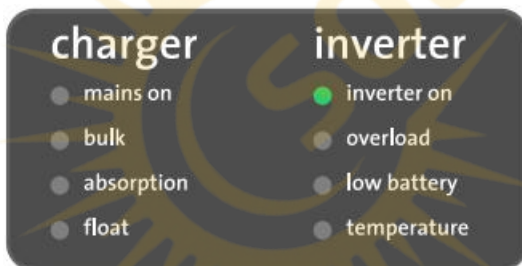 charger
mains on
bulk
absorption
float
inverter
inverter on
overload
low battery
temperature